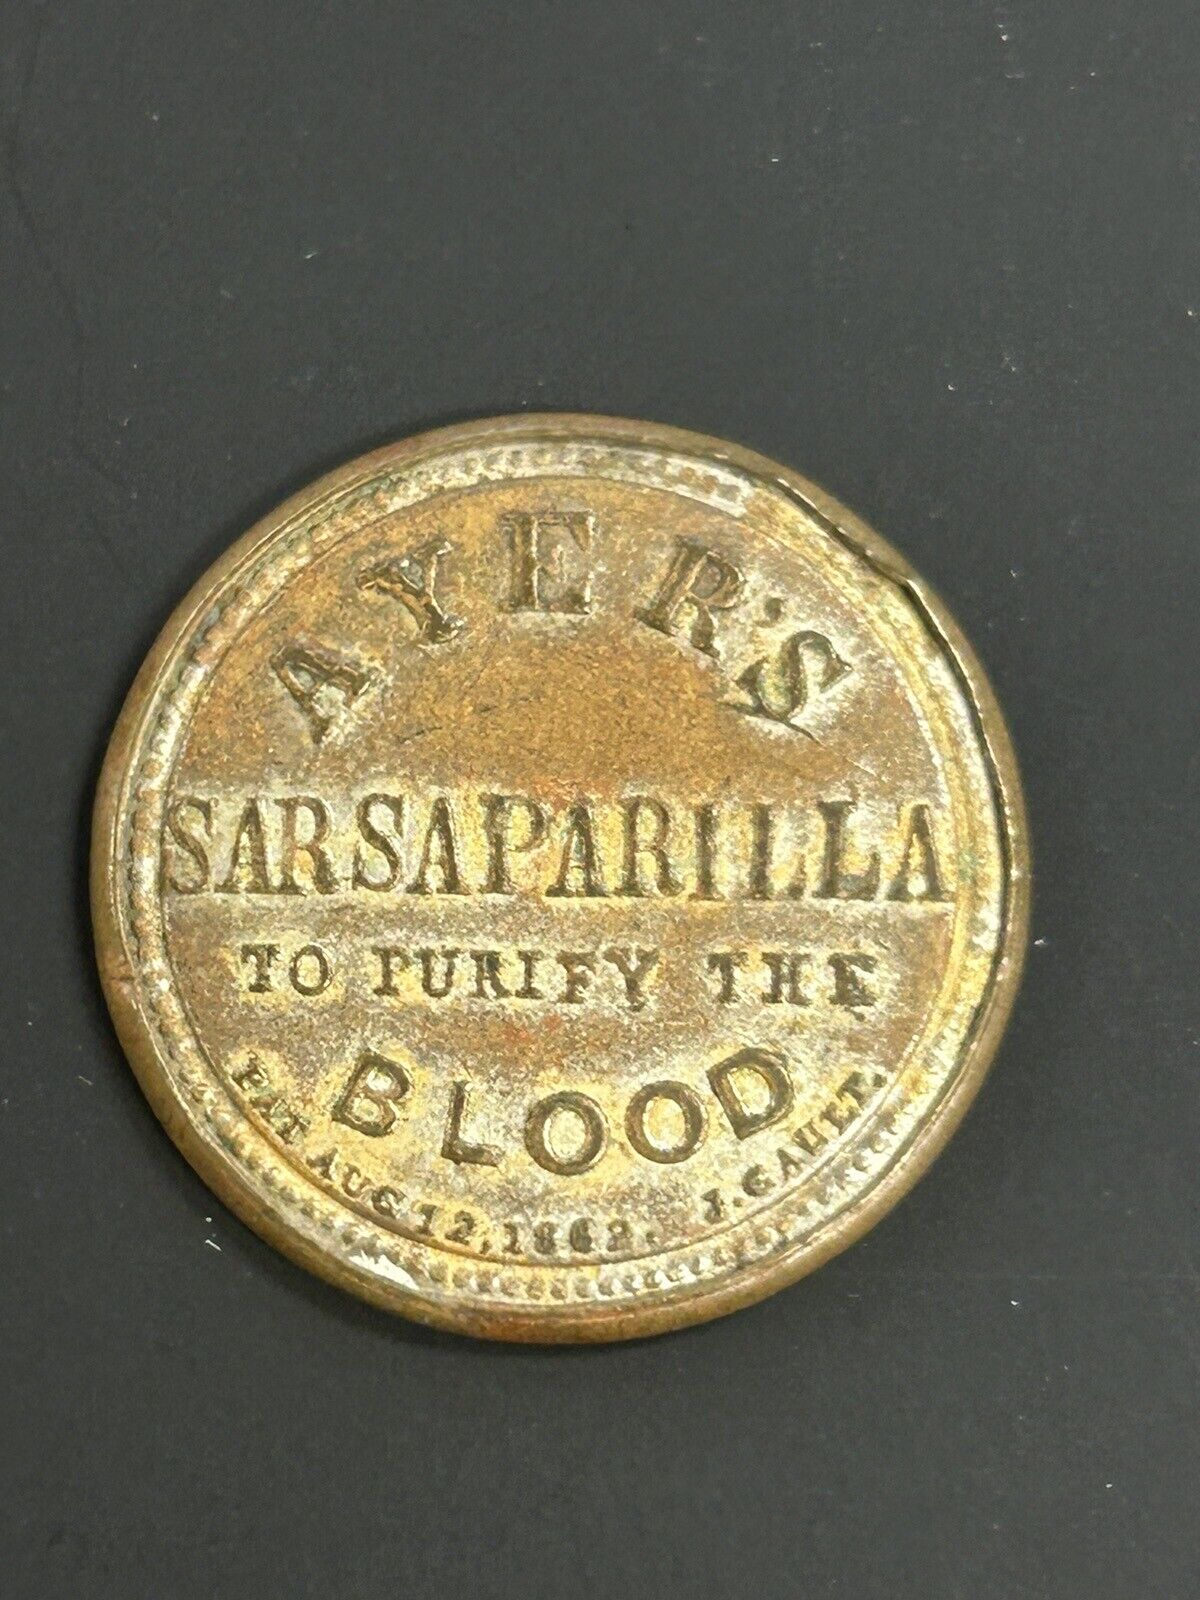 AYER'S
SARSAPARILLA
TO PURIFY THE
BLOOD
PAT AUG 12, 1862. J. GAULT.